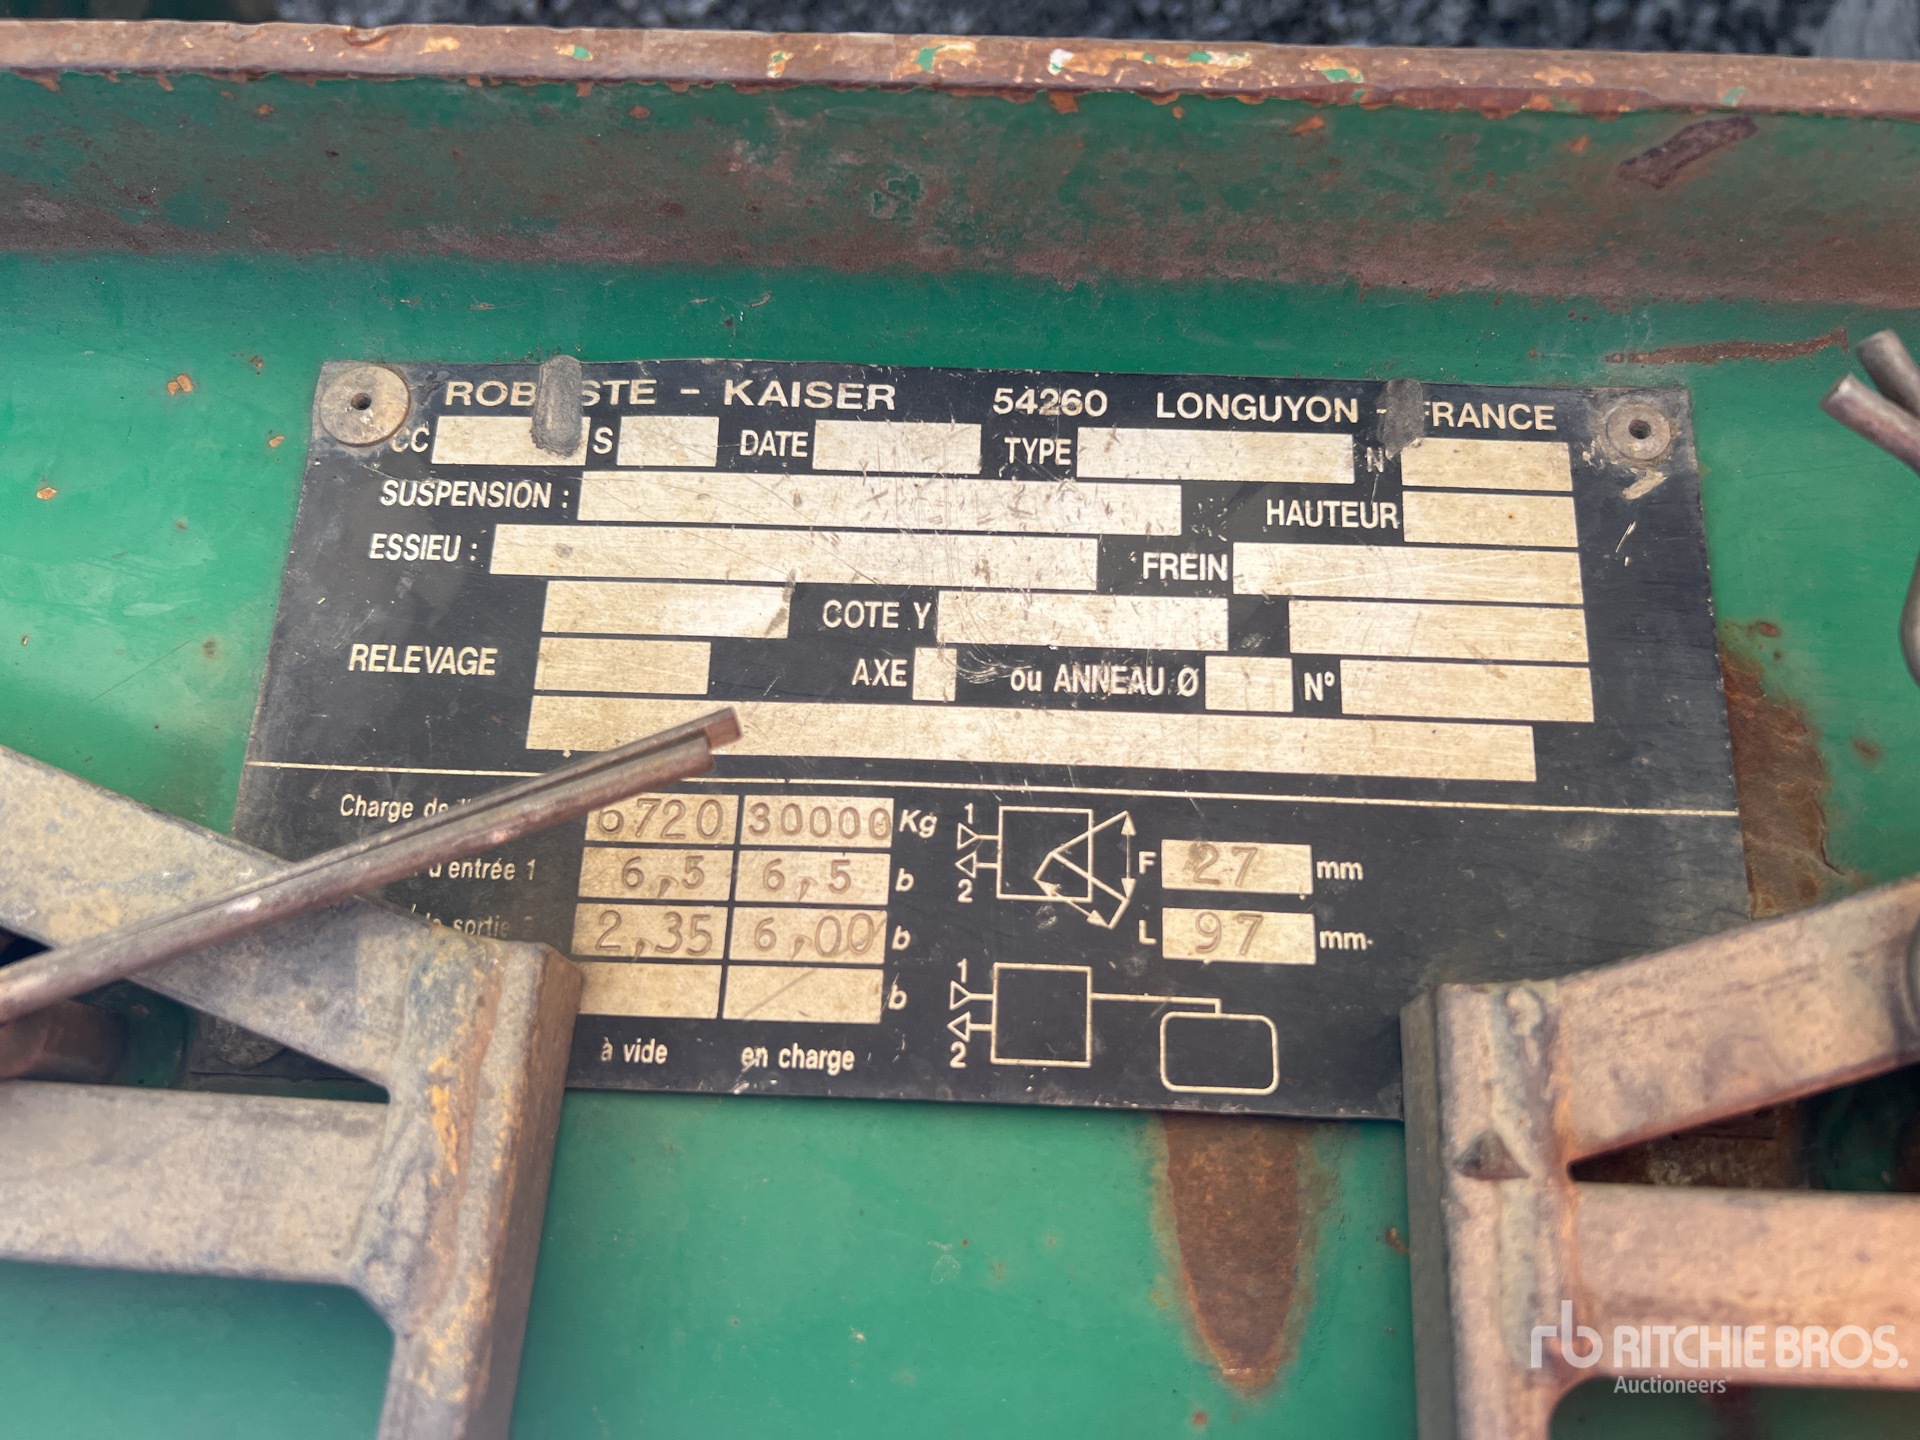 ROBUSTE - KAISER 54260 LONGUYON - FRANCE
CC S DATE TYPE N°
SUSPENSION : HAUTEUR
ESSIEU : FREIN
COTE Y
RELEVAGE AXE ou ANNEAU Ø N°
Charge de 6720 30000 Kg
d'entrée 1 6,5 6,5 b
sortie 2,35 6,00 b
b
à vide en charge
1
2
F 27 mm
L 97 mm
1
2
rb RITCHIE BROS.
Auctioneers